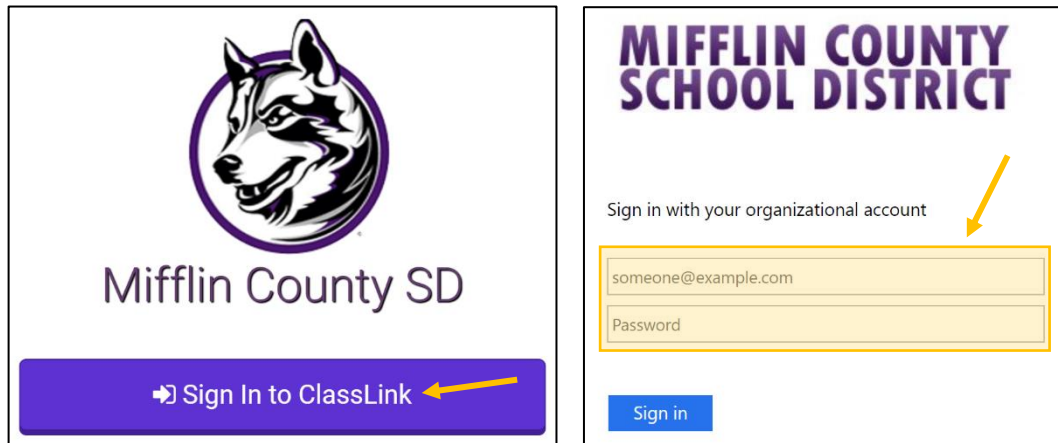 Mifflin County SD
Sign In to ClassLink
MIFFLIN COUNTY
SCHOOL DISTRICT
Sign in with your organizational account
someone@example.com
Password
Sign in